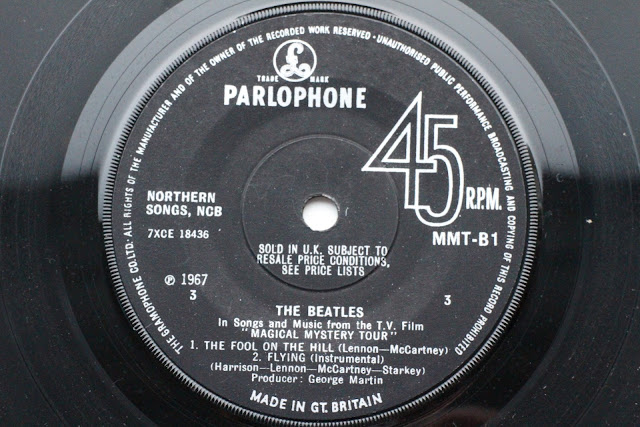 THE GRAMOPHONE CO. LTD. ALL RIGHTS OF THE MANUFACTURER AND OF THE OWNER OF THE RECORDED WORK RESERVED · UNAUTHORISED PUBLIC PERFORMANCE BROADCASTING AND COPYING OF THIS RECORD PROHIBITED
£
TRADE MARK
PARLOPHONE
45 R.P.M.
NORTHERN
SONGS, NCB
7XCE 18436
MMT-B1
SOLD IN U.K. SUBJECT TO
RESALE PRICE CONDITIONS,
SEE PRICE LISTS
℗ 1967
3
3
THE BEATLES
In Songs and Music from the T.V. Film
"MAGICAL MYSTERY TOUR"
1. THE FOOL ON THE HILL (Lennon—McCartney)
2. FLYING (Instrumental)
(Harrison—Lennon—McCartney—Starkey)
Producer: George Martin
MADE IN GT. BRITAIN